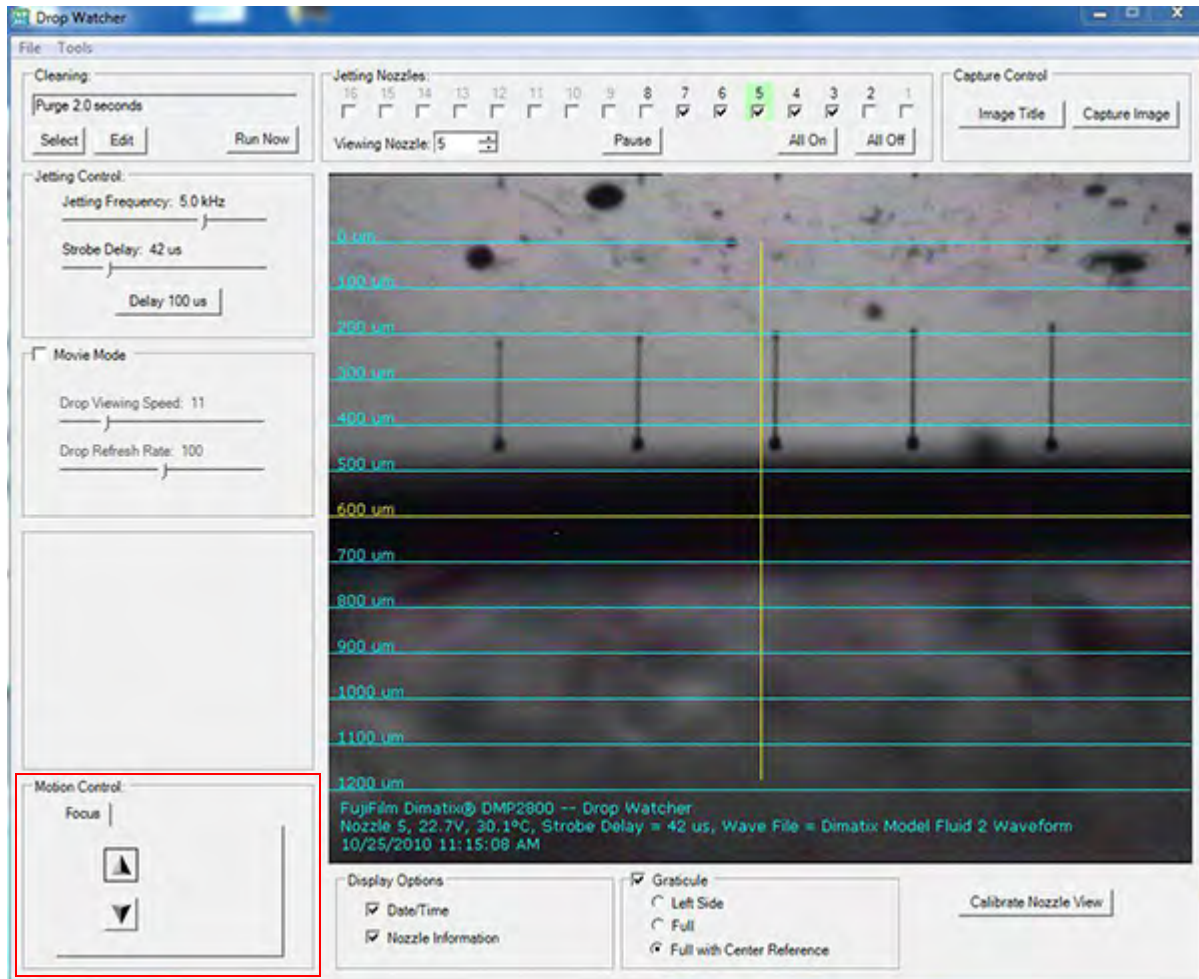 Drop Watcher
File Tools
Cleaning:
Purge 2.0 seconds
Select Edit Run Now
Jetting Nozzles:
16 15 14 13 12 11 10 9 8 7 6 5 4 3 2 1
Viewing Nozzle: 5 Pause All On All Off
Capture Control
Image Title Capture Image
Jetting Control:
Jetting Frequency: 5.0 kHz
Strobe Delay: 42 us
Delay 100 us
Movie Mode
Drop Viewing Speed: 11
Drop Refresh Rate: 100
0 um
100 um
200 um
300 um
400 um
500 um
600 um
700 um
800 um
900 um
1000 um
1100 um
1200 um
FujiFilm Dimatix® DMP2800 -- Drop Watcher
Nozzle 5, 22.7V, 30.1°C, Strobe Delay = 42 us, Wave File = Dimatix Model Fluid 2 Waveform
10/25/2010 11:15:08 AM
Motion Control:
Focus
Display Options
Date/Time
Nozzle Information
Graticule
Left Side
Full
Full with Center Reference
Calibrate Nozzle View